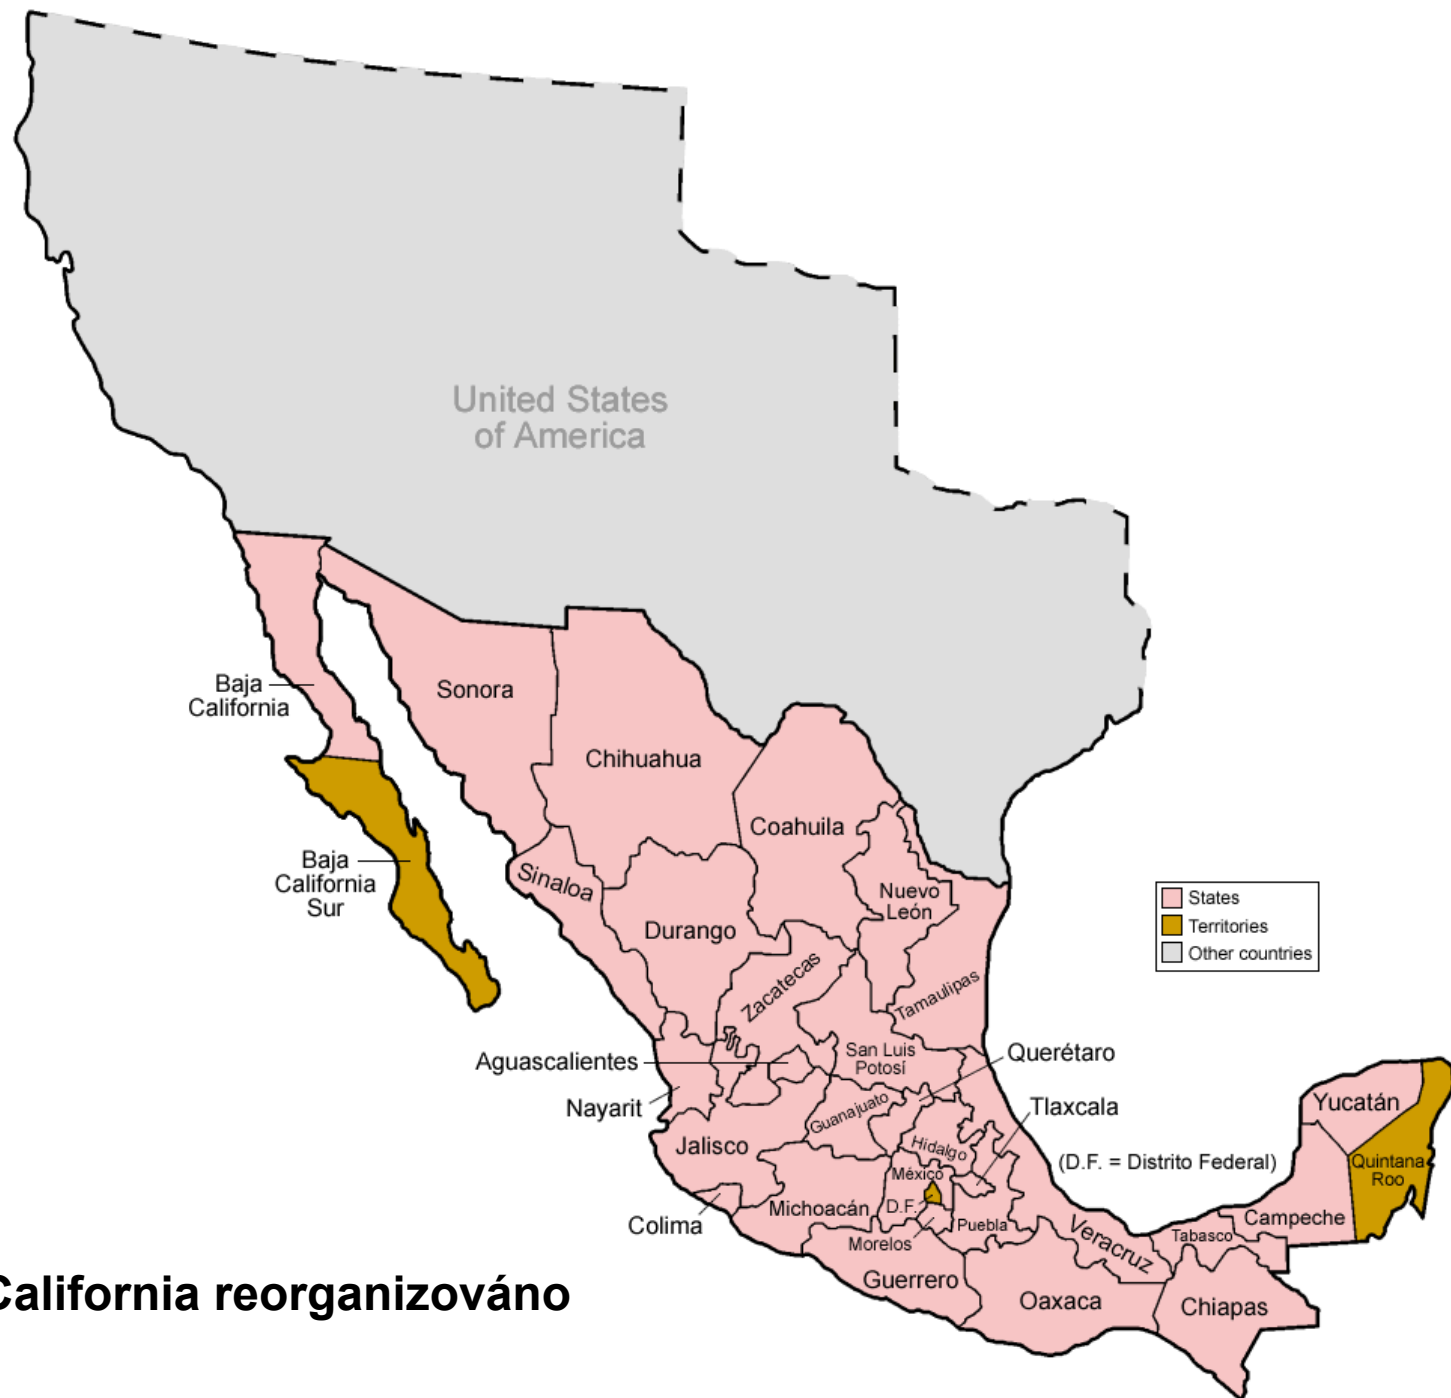 United States
of America
Baja
California
Sonora
Chihuahua
Coahuila
Baja
California
Sur
Sinaloa
Nuevo
León
Durango
States
Territories
Other countries
Zacatecas
Tamaulipas
Aguascalientes
San Luis
Potosí
Querétaro
Nayarit
Guanajuato
Tlaxcala
Yucatán
Jalisco
Hidalgo
(D.F. = Distrito Federal)
Quintana
Roo
México
D.F.
Michoacán
Colima
Puebla
Morelos
Veracruz
Tabasco
Campeche
Guerrero
Oaxaca
Chiapas
California reorganizováno